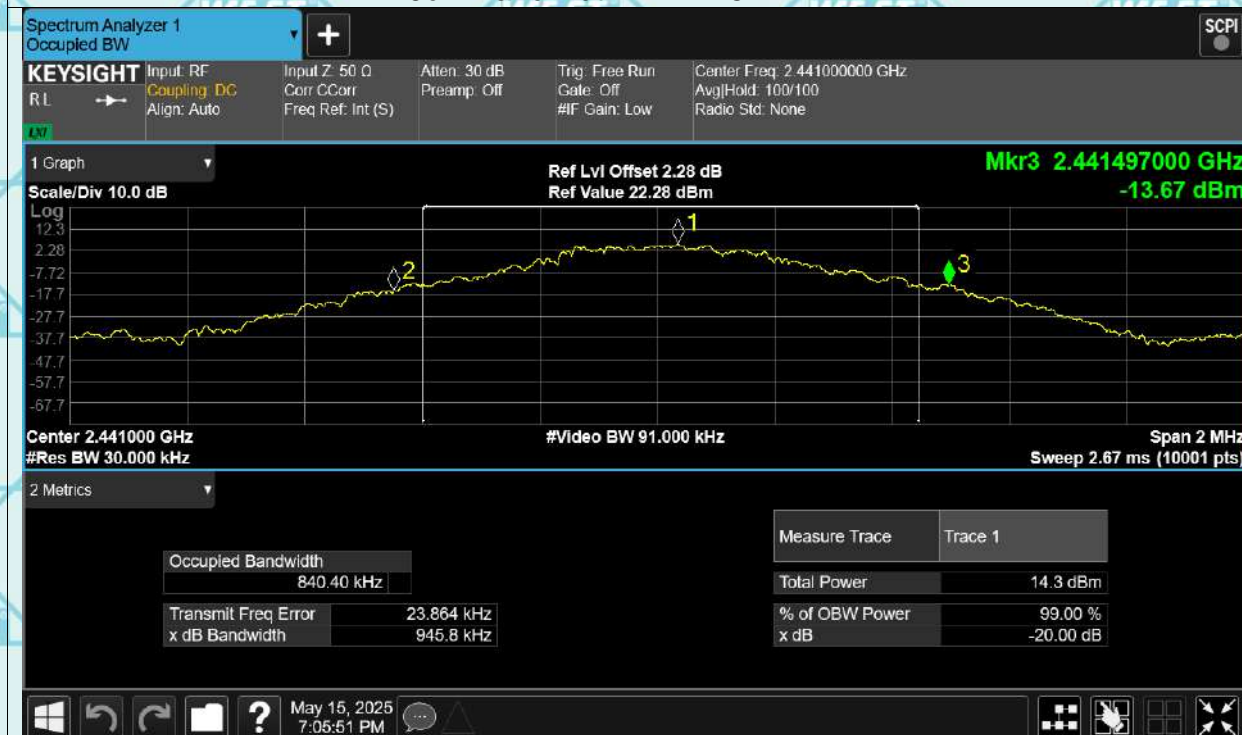 Spectrum Analyzer 1
Occupied BW
+
SCPI
KEYSIGHT
RL
LXI
Input: RF
Coupling: DC
Align: Auto
Input Z: 50 Ω
Corr CCorr
Freq Ref: Int (S)
Atten: 30 dB
Preamp: Off
Trig: Free Run
Gate: Off
#IF Gain: Low
Center Freq: 2.441000000 GHz
Avg|Hold: 100/100
Radio Std: None
1 Graph
Scale/Div 10.0 dB
Ref Lvl Offset 2.28 dB
Ref Value 22.28 dBm
Mkr3 2.441497000 GHz
-13.67 dBm
Log
12.3
2.28
-7.72
-17.7
-27.7
-37.7
-47.7
-57.7
-67.7
1
2
3
Center 2.441000 GHz
#Video BW 91.000 kHz
Span 2 MHz
#Res BW 30.000 kHz
Sweep 2.67 ms (10001 pts)
2 Metrics
Measure Trace Trace 1
Occupied Bandwidth
840.40 kHz
Total Power 14.3 dBm
Transmit Freq Error 23.864 kHz
% of OBW Power 99.00 %
x dB Bandwidth 945.8 kHz
x dB -20.00 dB
?
May 15, 2025
7:05:51 PM